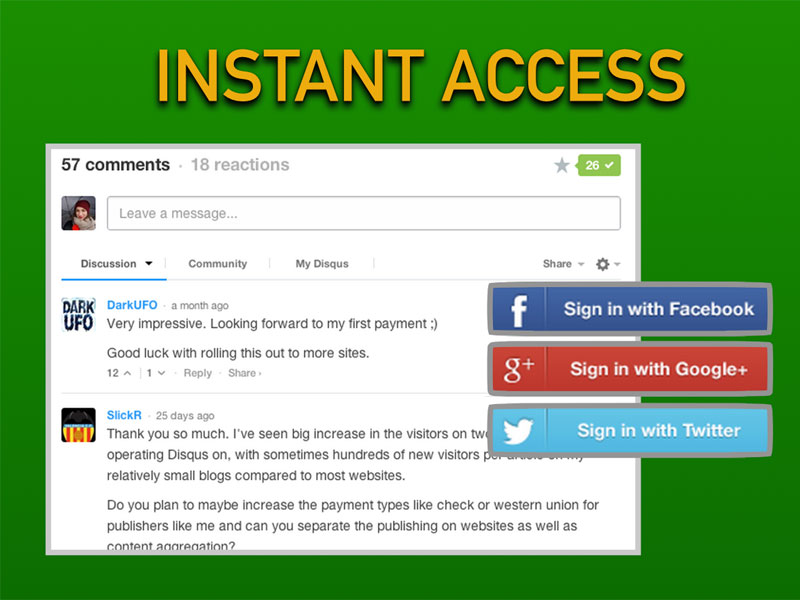 INSTANT ACCESS
57 comments · 18 reactions
26
Leave a message...
Discussion
Community
My Disqus
Share
DARK
UFO
DarkUFO · a month ago
Very impressive. Looking forward to my first payment ;)
Good luck with rolling this out to more sites.
12 | 1 · Reply · Share ›
f Sign in with Facebook
g+ Sign in with Google+
Sign in with Twitter
SlickR · 25 days ago
Thank you so much. I've seen big increase in the visitors on
operating Disqus on, with sometimes hundreds of new visitors
relatively small blogs compared to most websites.
Do you plan to maybe increase the payment types like check or western union for
publishers like me and can you separate the publishing on websites as well as
content aggregation?